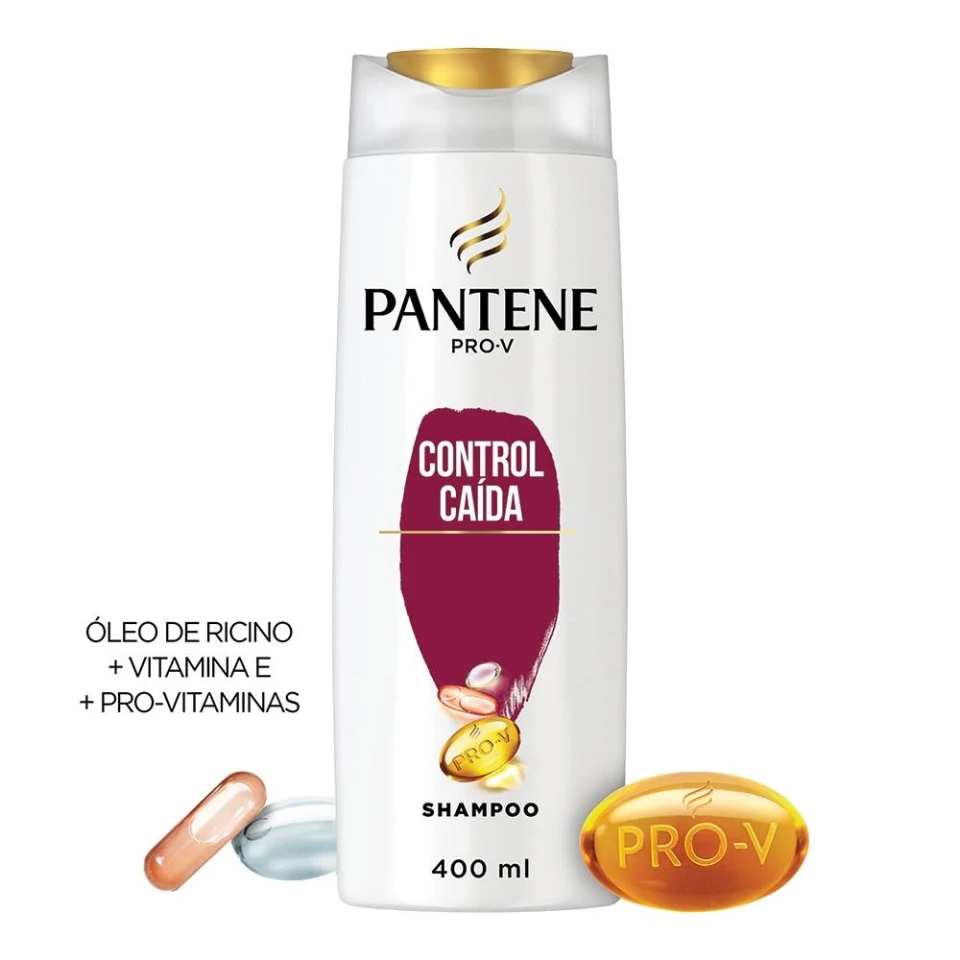 PANTENE
PRO-V
CONTROL
CAÍDA
PRO-V
SHAMPOO
400 ml
ÓLEO DE RICINO
+ VITAMINA E
+ PRO-VITAMINAS
PRO-V